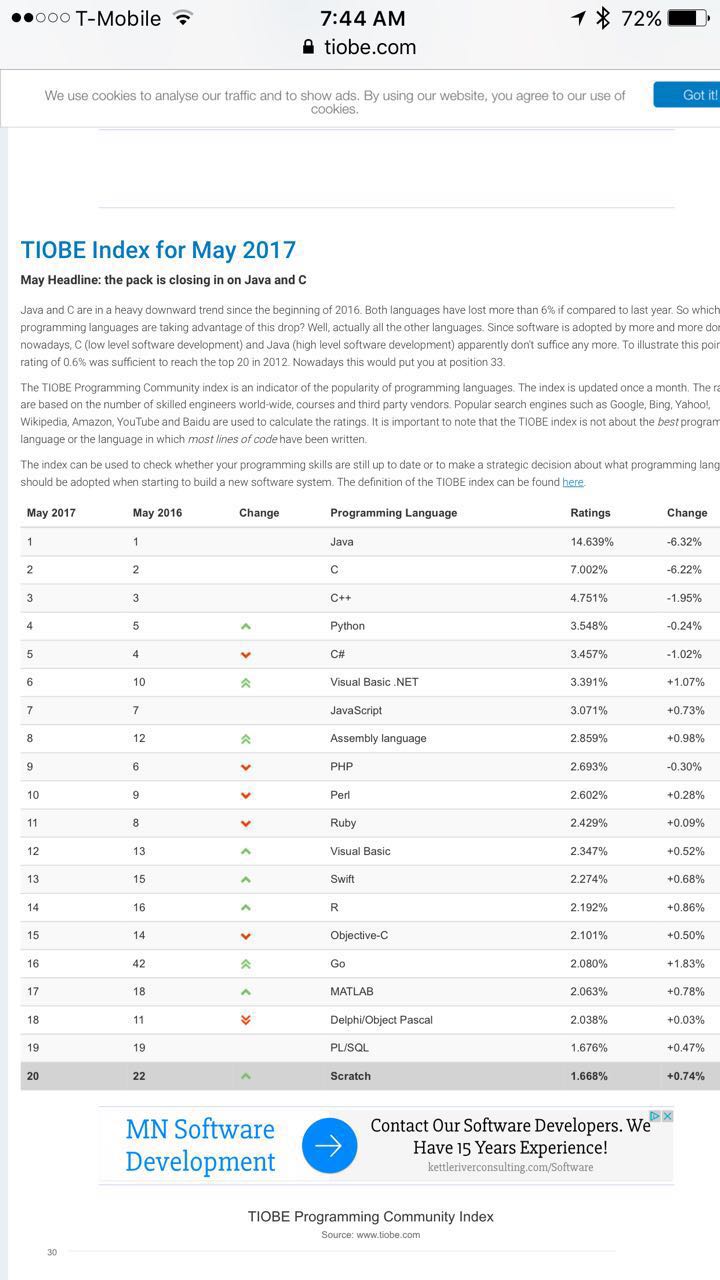 T-Mobile 7:44 AM 72%
tiobe.com
We use cookies to analyse our traffic and to show ads. By using our website, you agree to our use of
cookies.
Got it!
TIOBE Index for May 2017
May Headline: the pack is closing in on Java and C
Java and C are in a heavy downward trend since the beginning of 2016. Both languages have lost more than 6% if compared to last year. So which
programming languages are taking advantage of this drop? Well, actually all the other languages. Since software is adopted by more and more
nowadays, C (low level software development) and Java (high level software development) apparently don't suffice any more. To illustrate this
rating of 0.6% was sufficient to reach the top 20 in 2012. Nowadays this would put you at position 33.
The TIOBE Programming Community index is an indicator of the popularity of programming languages. The index is updated once a month. The
are based on the number of skilled engineers world-wide, courses and third party vendors. Popular search engines such as Google, Bing, Yahoo!,
Wikipedia, Amazon, YouTube and Baidu are used to calculate the ratings. It is important to note that the TIOBE index is not about the best
language or the language in which most lines of code have been written.
The index can be used to check whether your programming skills are still up to date or to make a strategic decision about what programming
should be adopted when starting to build a new software system. The definition of the TIOBE index can be found here.
May 2017 May 2016 Change Programming Language Ratings Change
1 1 Java 14.639% -6.32%
2 2 C 7.002% -6.22%
3 3 C++ 4.751% -1.95%
4 5 Python 3.548% -0.24%
5 4 C# 3.457% -1.02%
6 10 Visual Basic .NET 3.391% +1.07%
7 7 JavaScript 3.071% +0.73%
8 12 Assembly language 2.859% +0.98%
9 6 PHP 2.693% -0.30%
10 9 Perl 2.602% +0.28%
11 8 Ruby 2.429% +0.09%
12 13 Visual Basic 2.347% +0.52%
13 15 Swift 2.274% +0.68%
14 16 R 2.192% +0.86%
15 14 Objective-C 2.101% +0.50%
16 42 Go 2.080% +1.83%
17 18 MATLAB 2.063% +0.78%
18 11 Delphi/Object Pascal 2.038% +0.03%
19 19 PL/SQL 1.676% +0.47%
20 22 Scratch 1.668% +0.74%
MN Software
Development
Contact Our Software Developers. We
Have 15 Years Experience!
kettleriverconsulting.com/Software
TIOBE Programming Community Index
Source: www.tiobe.com
30